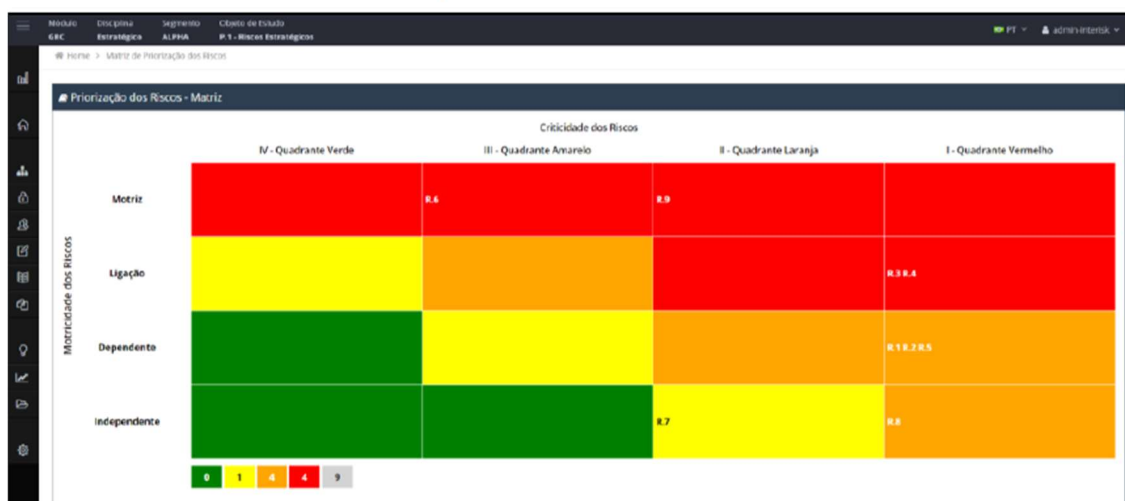 Módulo Disciplina Segmento Objeto de Estudo
GRC Estratégico ALPHA P.1 - Riscos Estratégicos
PT admin-interisk
Home > Matriz de Priorização dos Riscos
Priorização dos Riscos - Matriz
Criticidade dos Riscos
IV - Quadrante Verde III - Quadrante Amarelo II - Quadrante Laranja I - Quadrante Vermelho
Motricidade dos Riscos
Motriz R.6 R.9
Ligação R.3 R.4
Dependente R.1 R.2 R.5
Independente R.7 R.8
0 1 4 4 9